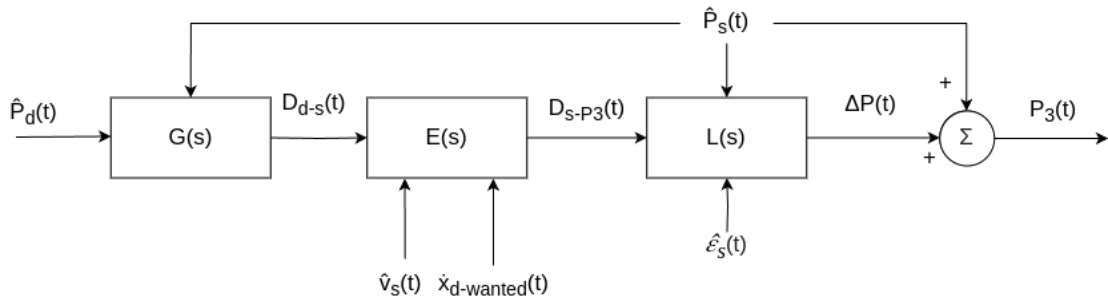 P̂s(t)
P̂d(t)
Dd-s(t)
Ds-P3(t)
ΔP(t)
+
P3(t)
G(s)
E(s)
L(s)
Σ
+
v̂s(t)
ẋd-wanted(t)
ε̂s(t)